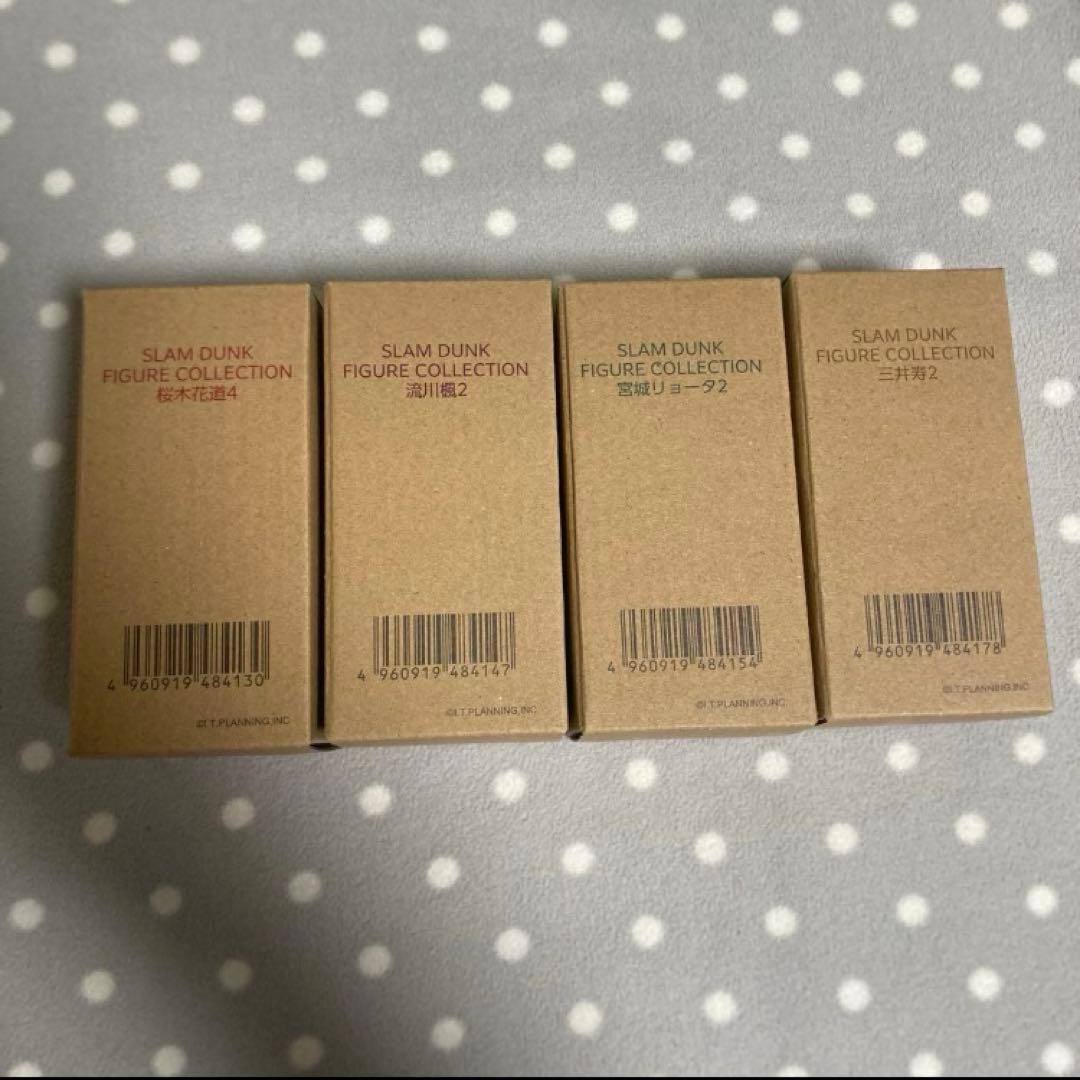 SLAM DUNK
FIGURE COLLECTION
桜木花道4
4 960919 484130
©I.T.PLANNING,INC
SLAM DUNK
FIGURE COLLECTION
流川楓2
4 960919 484147
©I.T.PLANNING,INC
SLAM DUNK
FIGURE COLLECTION
宮城リョータ2
4 960919 484154
©I.T.PLANNING,INC.
SLAM DUNK
FIGURE COLLECTION
三井寿2
4 960919 484178
©I.T.PLANNING,INC.